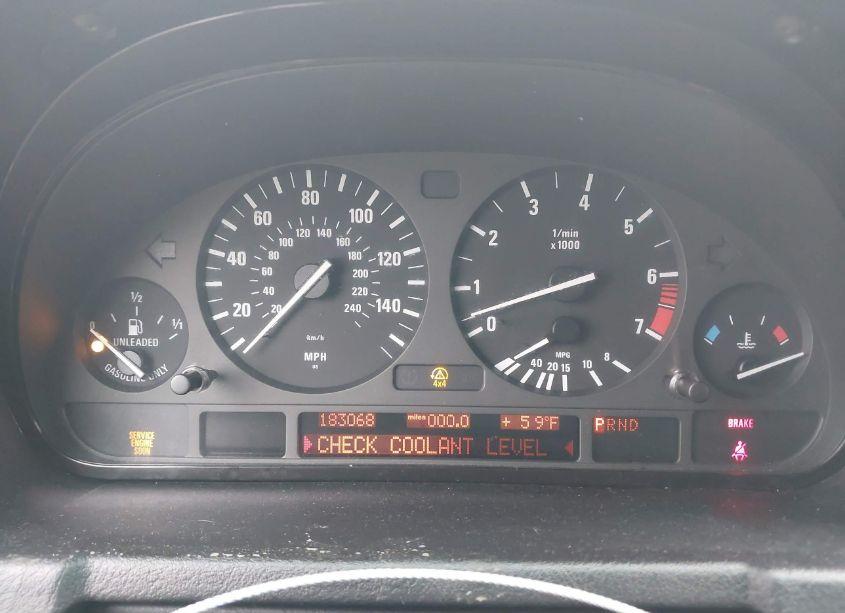 80
60 100
40 120
20 140
120 140
100 160
80 180
60 200
40 220
20 240
km/h
MPH
US
4
3 5
2 6
1 7
0
1/min
x 1000
MPG
40 20 15 10 8
1/2
0 1/1
UNLEADED
GASOLINE ONLY
4x4
183068 miles 000.0 + 59°F
CHECK COOLANT LEVEL
PRND
SERVICE
ENGINE
SOON
BRAKE